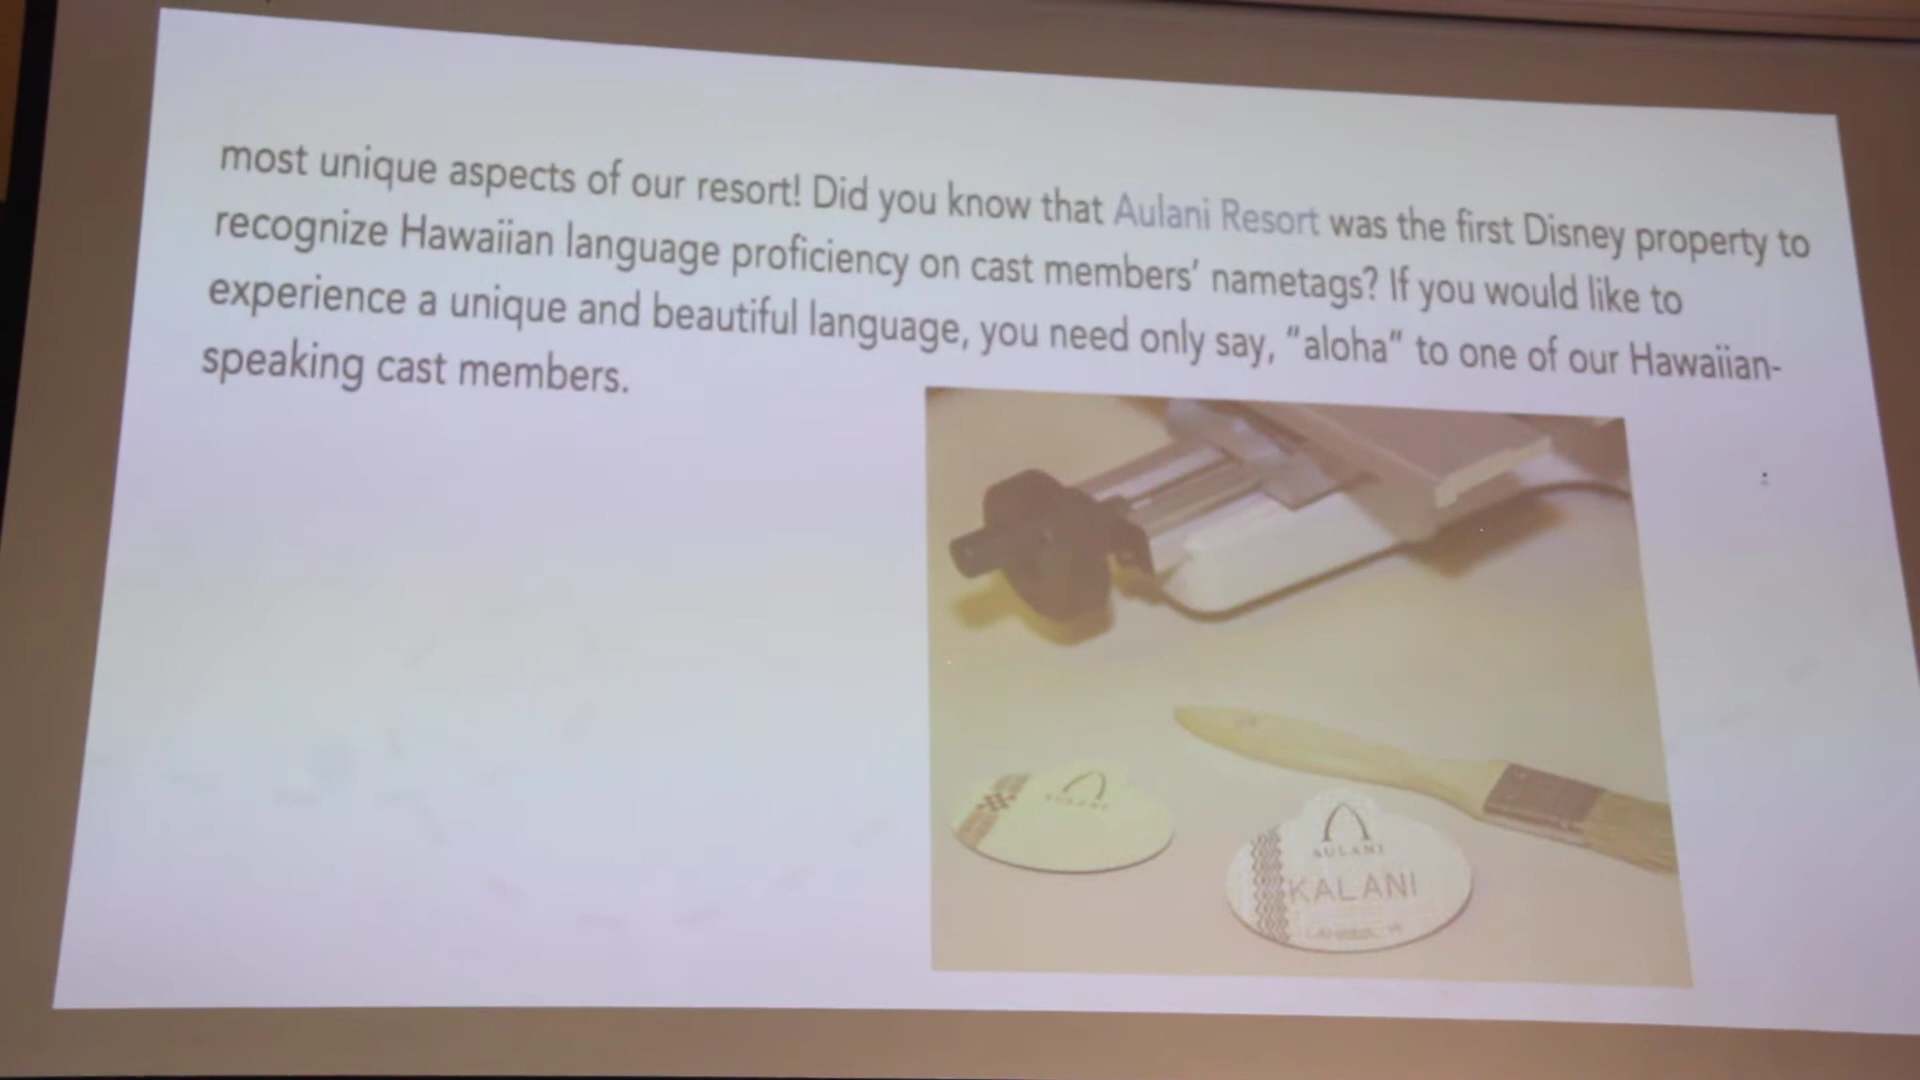 most unique aspects of our resort! Did you know that Aulani Resort was the first Disney property to
recognize Hawaiian language proficiency on cast members' nametags? If you would like to
experience a unique and beautiful language, you need only say, "aloha" to one of our Hawaiian-
speaking cast members.
AULANI
AULANI
KALANI